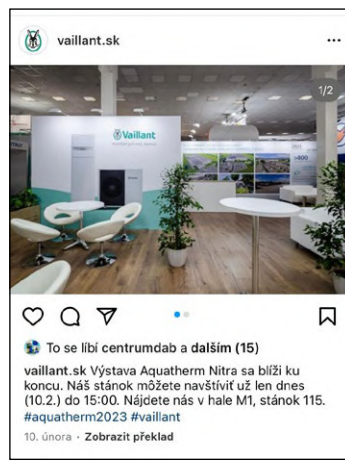 vaillant.sk
1/2
Vaillant
>800
To se líbí centrumdab a dalším (15)
vaillant.sk Výstava Aquatherm Nitra sa blíži ku
koncu. Náš stánok môžete navštíviť už len dnes
(10.2.) do 15:00. Nájdete nás v hale M1, stánok 115.
#aquatherm2023 #vaillant
10. února · Zobrazit překlad